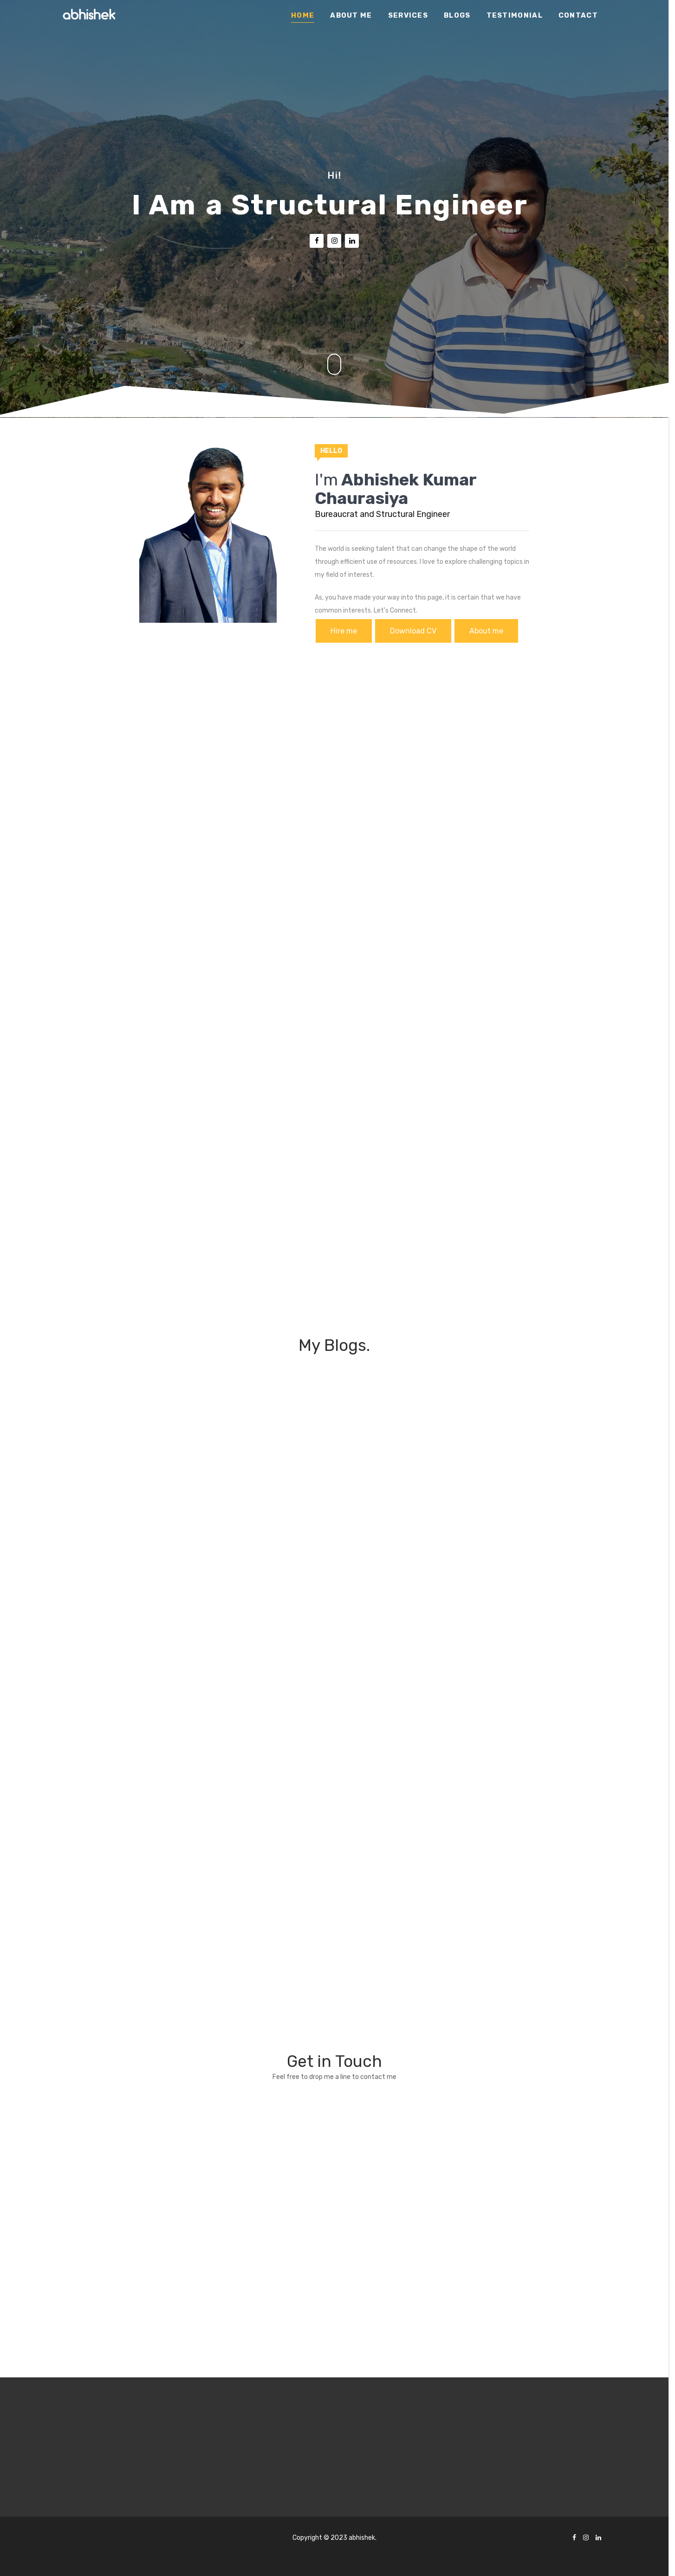 abhishek
HOME ABOUT ME SERVICES BLOGS TESTIMONIAL CONTACT
Hi!
I Am a Structural Engineer
HELLO
I'm Abhishek Kumar
Chaurasiya
Bureaucrat and Structural Engineer
The world is seeking talent that can change the shape of the world
through efficient use of resources. I love to explore challenging topics in
my field of interest.
As, you have made your way into this page, it is certain that we have
common interests. Let's Connect.
Hire me Download CV About me
My Blogs.
Get in Touch
Feel free to drop me a line to contact me
Copyright © 2023 abhishek.